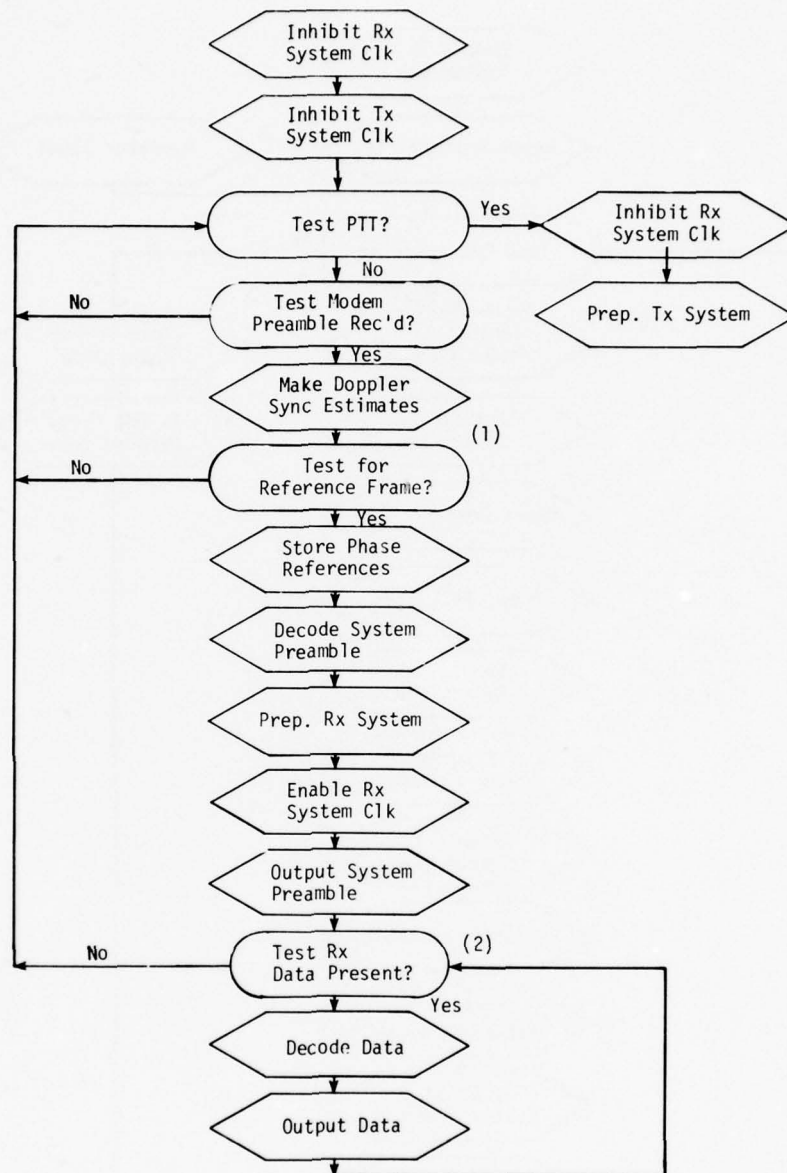 Inhibit Rx
System Clk
Inhibit Tx
System Clk
Test PTT?
Yes
Inhibit Rx
System Clk
No
Prep. Tx System
Test Modem
Preamble Rec'd?
No
Yes
Make Doppler
Sync Estimates
(1)
Test for
Reference Frame?
No
Yes
Store Phase
References
Decode System
Preamble
Prep. Rx System
Enable Rx
System Clk
Output System
Preamble
(2)
Test Rx
Data Present?
No
Yes
Decode Data
Output Data